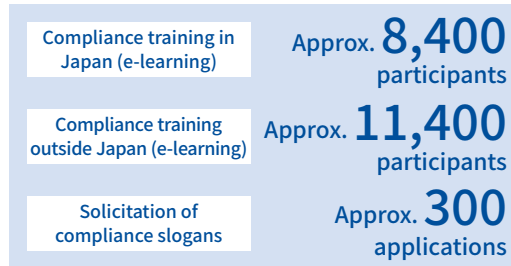 Compliance training in
Japan (e-learning)
Approx. 8,400
participants
Compliance training
outside Japan (e-learning)
Approx. 11,400
participants
Solicitation of
compliance slogans
Approx. 300
applications